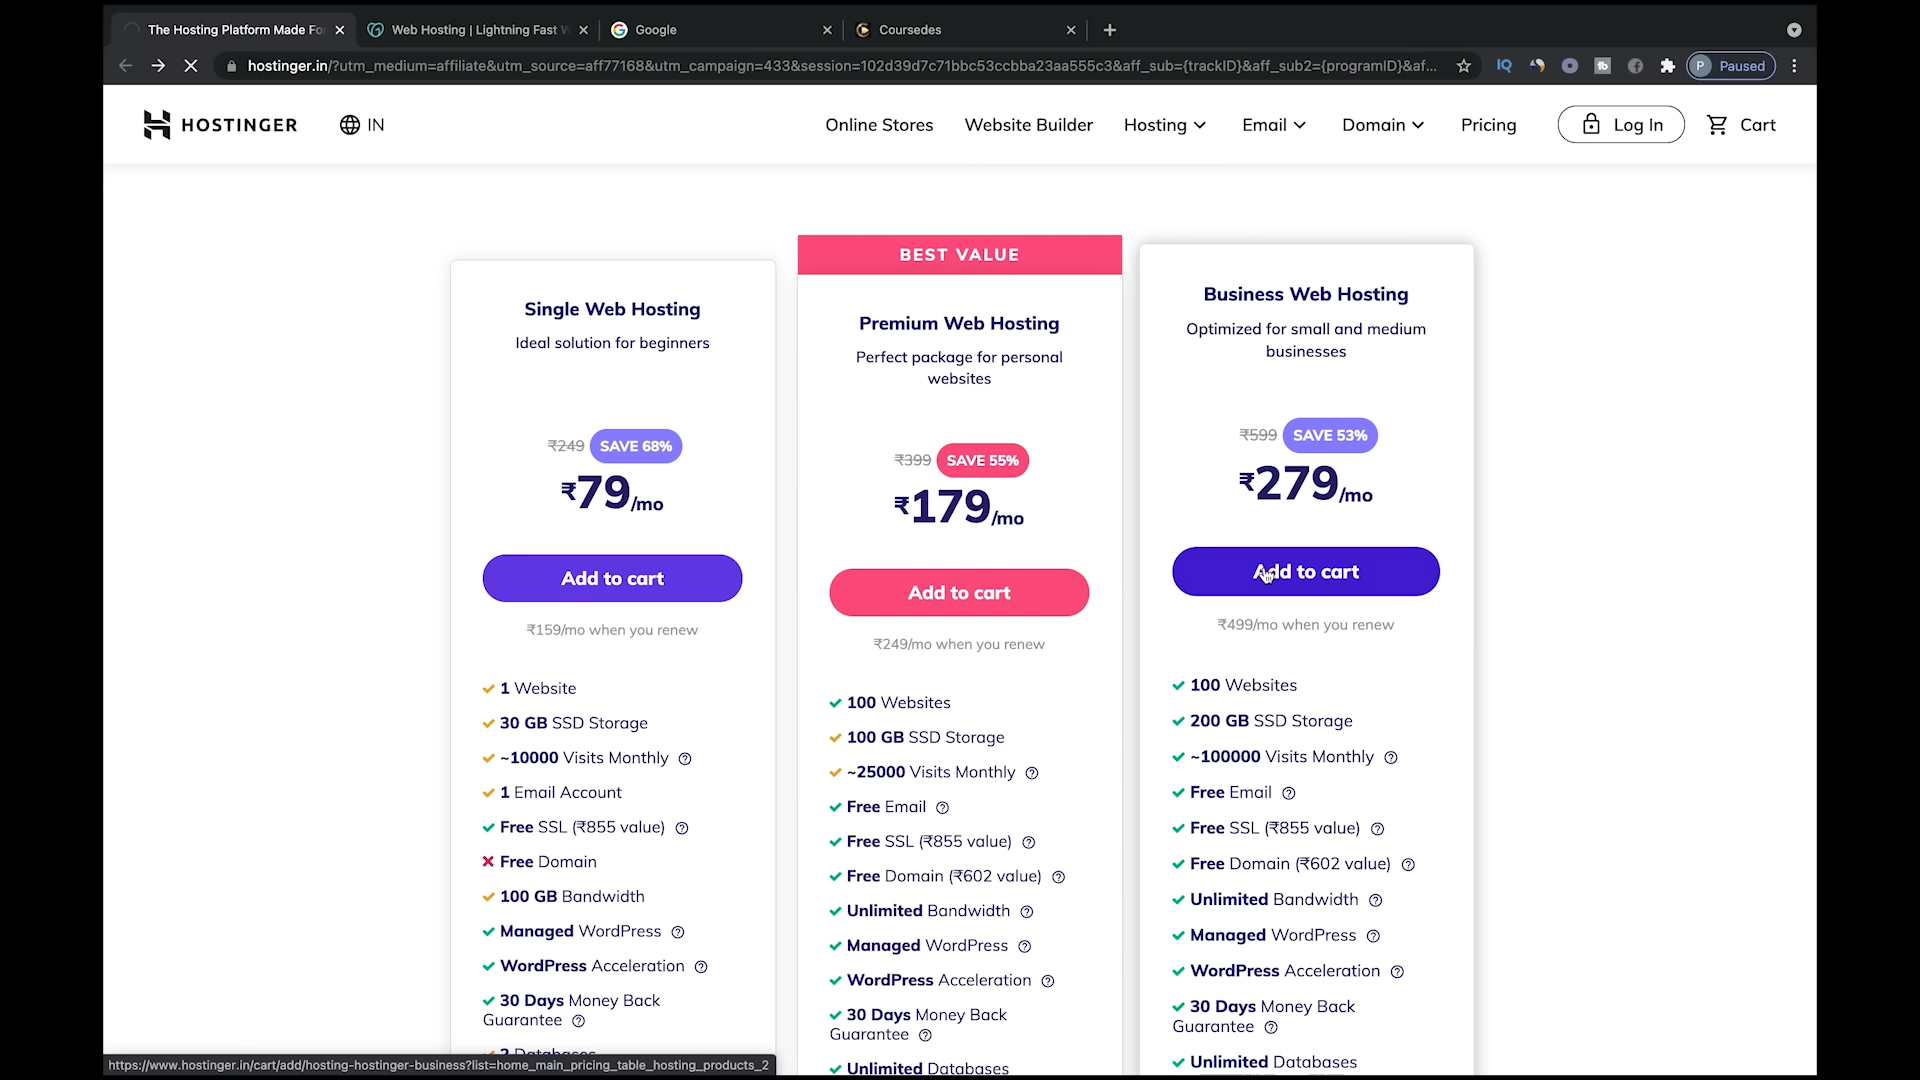 The Hosting Platform Made Fo
Web Hosting | Lightning Fast W
Google
Coursedes
hostinger.in/?utm_medium=affiliate&utm_source=aff77168&utm_campaign=433&session=102d39d7c71bbc53ccbba23aa555c3&aff_sub={trackID}&aff_sub2={programID}&af...
IQ
tb
P Paused
HOSTINGER
IN
Online Stores
Website Builder
Hosting
Email
Domain
Pricing
Log In
Cart
Single Web Hosting
Ideal solution for beginners
₹249 SAVE 68%
₹79/mo
Add to cart
₹159/mo when you renew
1 Website
30 GB SSD Storage
~10000 Visits Monthly
1 Email Account
Free SSL (₹855 value)
Free Domain
100 GB Bandwidth
Managed WordPress
WordPress Acceleration
30 Days Money Back
Guarantee
2 Databases
BEST VALUE
Premium Web Hosting
Perfect package for personal
websites
₹399 SAVE 55%
₹179/mo
Add to cart
₹249/mo when you renew
100 Websites
100 GB SSD Storage
~25000 Visits Monthly
Free Email
Free SSL (₹855 value)
Free Domain (₹602 value)
Unlimited Bandwidth
Managed WordPress
WordPress Acceleration
30 Days Money Back
Guarantee
Unlimited Databases
Business Web Hosting
Optimized for small and medium
businesses
₹599 SAVE 53%
₹279/mo
Add to cart
₹499/mo when you renew
100 Websites
200 GB SSD Storage
~100000 Visits Monthly
Free Email
Free SSL (₹855 value)
Free Domain (₹602 value)
Unlimited Bandwidth
Managed WordPress
WordPress Acceleration
30 Days Money Back
Guarantee
Unlimited Databases
https://www.hostinger.in/cart/add/hosting-hostinger-business?list=home_main_pricing_table_hosting_products_2